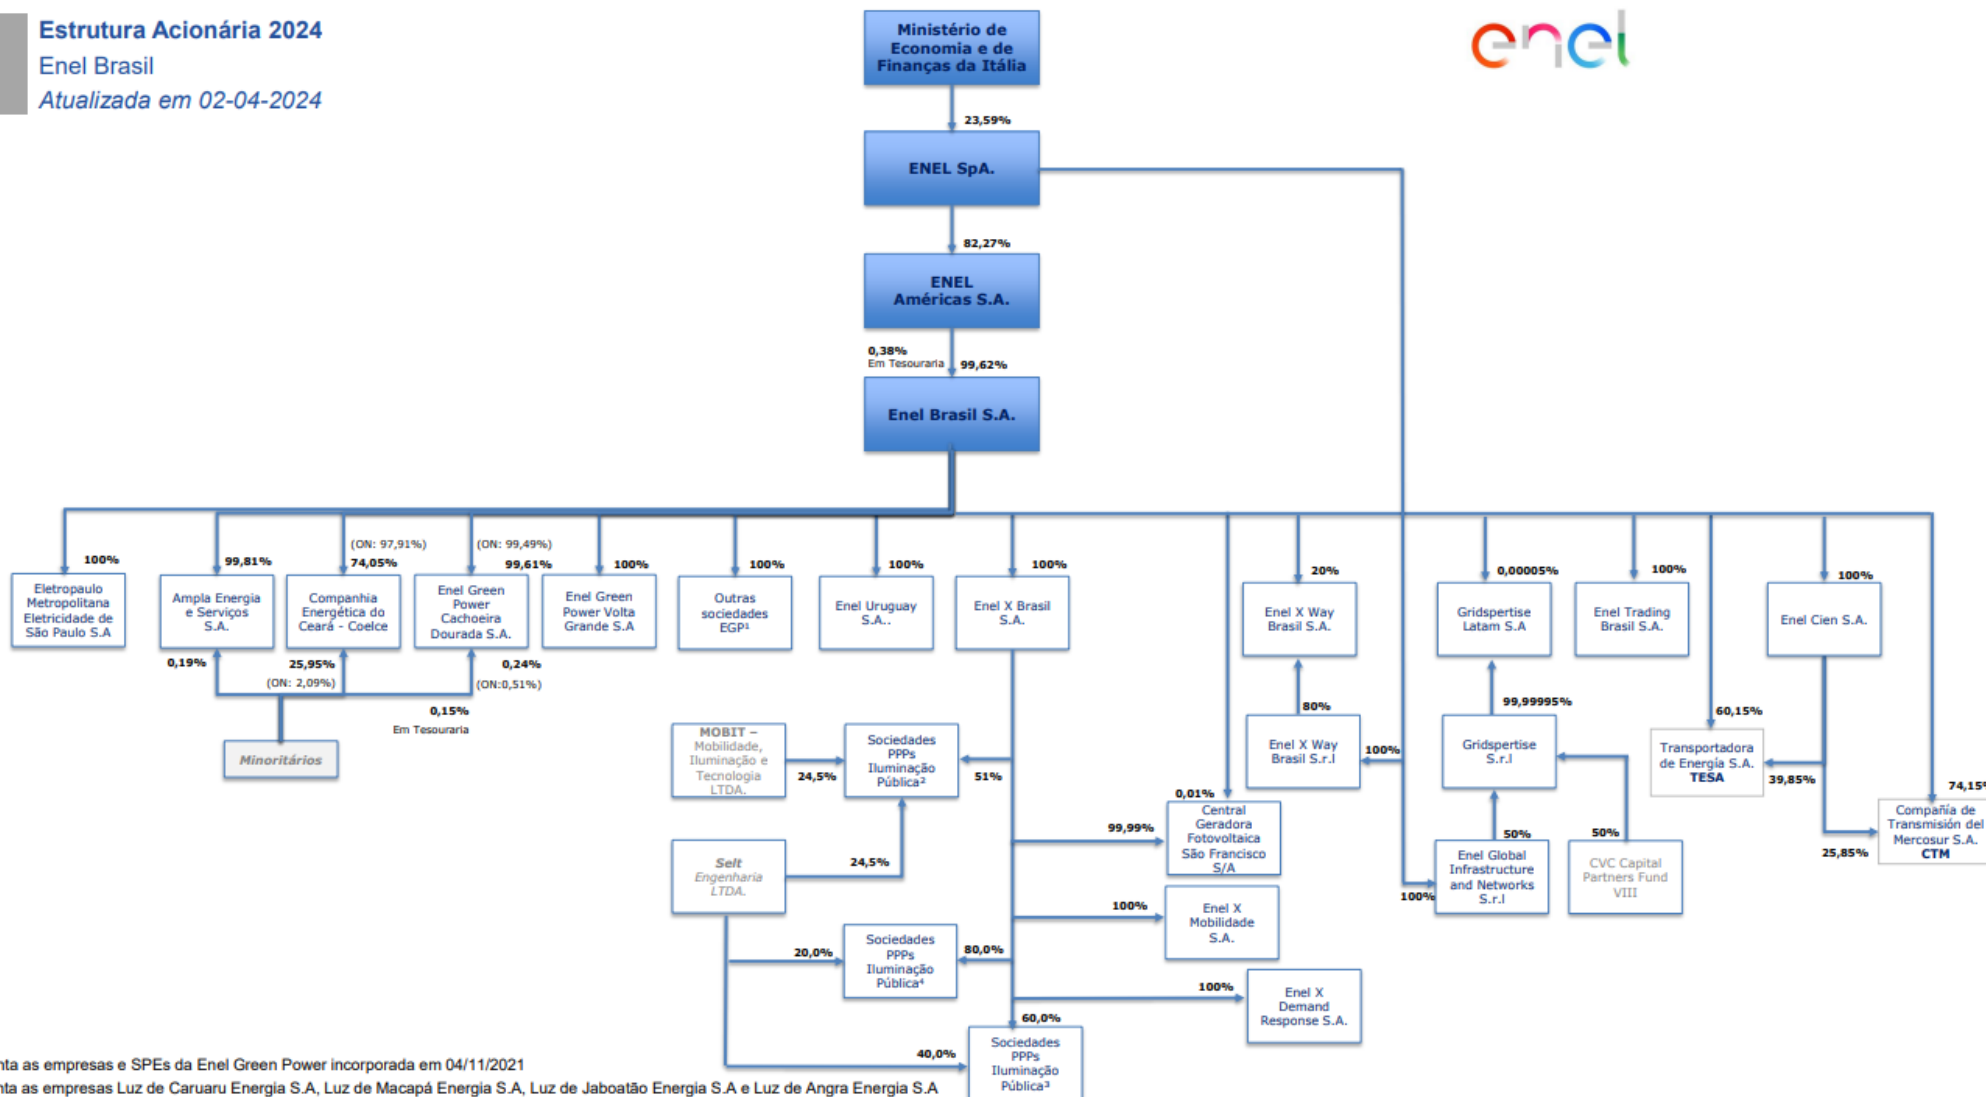 Estrutura Acionária 2024
Enel Brasil
Atualizada em 02-04-2024
enel
Ministério de
Economia e de
Finanças da Itália
23,59%
ENEL SpA.
82,27%
ENEL
Américas S.A.
0,38%
Em Tesouraria
99,62%
Enel Brasil S.A.
100%
Eletropaulo
Metropolitana
Eletricidade de
São Paulo S.A
99,81%
Ampla Energia
e Serviços
S.A.
(ON: 97,91%)
74,05%
Companhia
Energética do
Ceará - Coelce
(ON: 99,49%)
99,61%
Enel Green
Power
Cachoeira
Dourada S.A.
100%
Enel Green
Power Volta
Grande S.A
100%
Outras
sociedades
EGP¹
100%
Enel Uruguay
S.A..
100%
Enel X Brasil
S.A.
20%
Enel X Way
Brasil S.A.
0,00005%
Gridspertise
Latam S.A
100%
Enel Trading
Brasil S.A.
100%
Enel Cien S.A.
0,19%
25,95%
(ON: 2,09%)
0,24%
(ON:0,51%)
0,15%
Em Tesouraria
Minoritários
MOBIT –
Mobilidade,
Iluminação e
Tecnologia
LTDA.
24,5%
Sociedades
PPPs
Iluminação
Pública²
51%
80%
Enel X Way
Brasil S.r.l
100%
99,99995%
Gridspertise
S.r.l
60,15%
Transportadora
de Energía S.A.
TESA
39,85%
74,15%
Compañía de
Transmisión del
Mercosur S.A.
CTM
25,85%
Selt
Engenharia
LTDA.
24,5%
0,01%
99,99%
Central
Geradora
Fotovoltaica
São Francisco
S/A
50%
Enel Global
Infrastructure
and Networks
S.r.l
100%
50%
CVC Capital
Partners Fund
VIII
100%
Enel X
Mobilidade
S.A.
20,0%
Sociedades
PPPs
Iluminação
Pública⁴
80,0%
100%
Enel X
Demand
Response S.A.
60,0%
40,0%
Sociedades
PPPs
Iluminação
Pública³
nta as empresas e SPEs da Enel Green Power incorporada em 04/11/2021
nta as empresas Luz de Caruaru Energia S.A, Luz de Macapá Energia S.A, Luz de Jaboatão Energia S.A e Luz de Angra Energia S.A